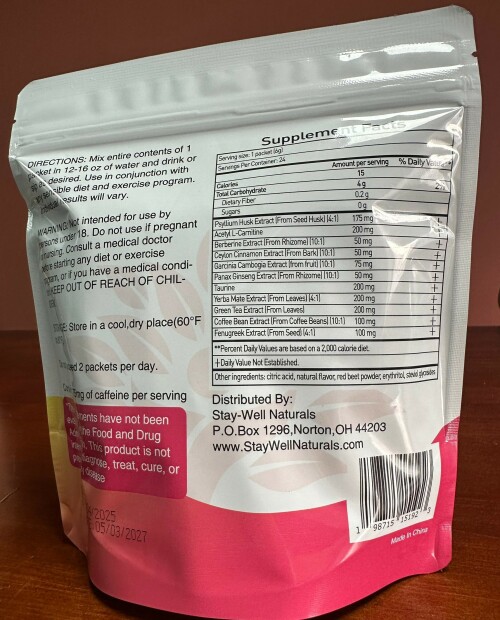 DIRECTIONS: Mix entire contents of 1
in 12-16 oz of water and drink or
desired. Use in conjunction with
diet and exercise program.
results will vary.
WARNING: Not intended for use by
persons under 18. Do not use if pregnant
nursing. Consult a medical doctor
starting any diet or exercise
or if you have a medical condi-
KEEP OUT OF REACH OF CHIL-
Store in a cool,dry place(60°F
2 packets per day.
of caffeine per serving
have not been
the Food and Drug
This product is not
diagnose, treat, cure, or
2025
05/03/2027
Supplement Facts
Serving size: 1 packet (6g)
Servings Per Container: 24
Amount per serving % Daily Value
Calories 15
Total Carbohydrate 4 g
Dietary Fiber 0.2 g
Sugars 0 g
Psyllium Husk Extract (From Seed Husk) (4:1) 175 mg
Acetyl L-Carnitine 200 mg
Berberine Extract (From Rhizome) (10:1) 50 mg +
Ceylon Cinnamon Extract (From Bark) (10:1) 50 mg +
Garcinia Cambogia Extract (from fruit) (10:1) 75 mg +
Panax Ginseng Extract (From Rhizome) (10:1) 50 mg +
Taurine 200 mg +
Yerba Mate Extract (From Leaves) (4:1) 200 mg +
Green Tea Extract (From Leaves) 200 mg +
Coffee Bean Extract (From Coffee Beans) (10:1) 100 mg +
Fenugreek Extract (From Seed) (4:1) 100 mg +
**Percent Daily Values are based on a 2,000 calorie diet.
+Daily Value Not Established.
Other ingredients: citric acid, natural flavor, red beet powder, erythritol, steviol glycosides
Distributed By:
Stay-Well Naturals
P.O.Box 1296,Norton,OH 44203
www.StayWellNaturals.com
1 98715 15192 3
Made In China